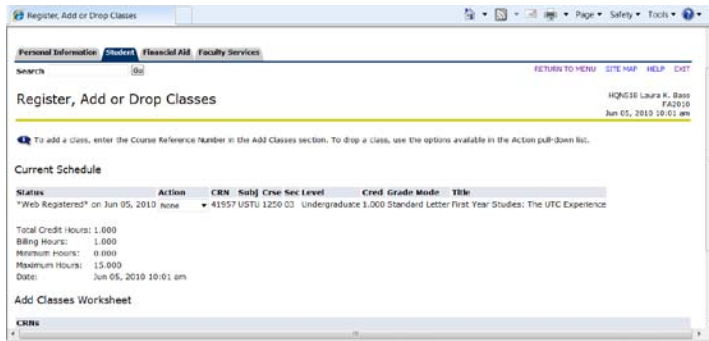 Register, Add or Drop Classes
Page Safety Tools
Personal Information Student Financial Aid Faculty Services
Search Go
RETURN TO MENU SITE MAP HELP EXIT
Register, Add or Drop Classes
HQN516 Laura K. Bass
FA2010
Jun 05, 2010 10:01 am
To add a class, enter the Course Reference Number in the Add Classes section. To drop a class, use the options available in the Action pull-down list.
Current Schedule
Status Action CRN Subj Crse Sec Level Cred Grade Mode Title
"Web Registered" on Jun 05, 2010 None 41957 USTU 1250 03 Undergraduate 1.000 Standard Letter First Year Studies: The UTC Experience
Total Credit Hours: 1.000
Billing Hours: 1.000
Minimum Hours: 0.000
Maximum Hours: 15.000
Date: Jun 05, 2010 10:01 am
Add Classes Worksheet
CRNs